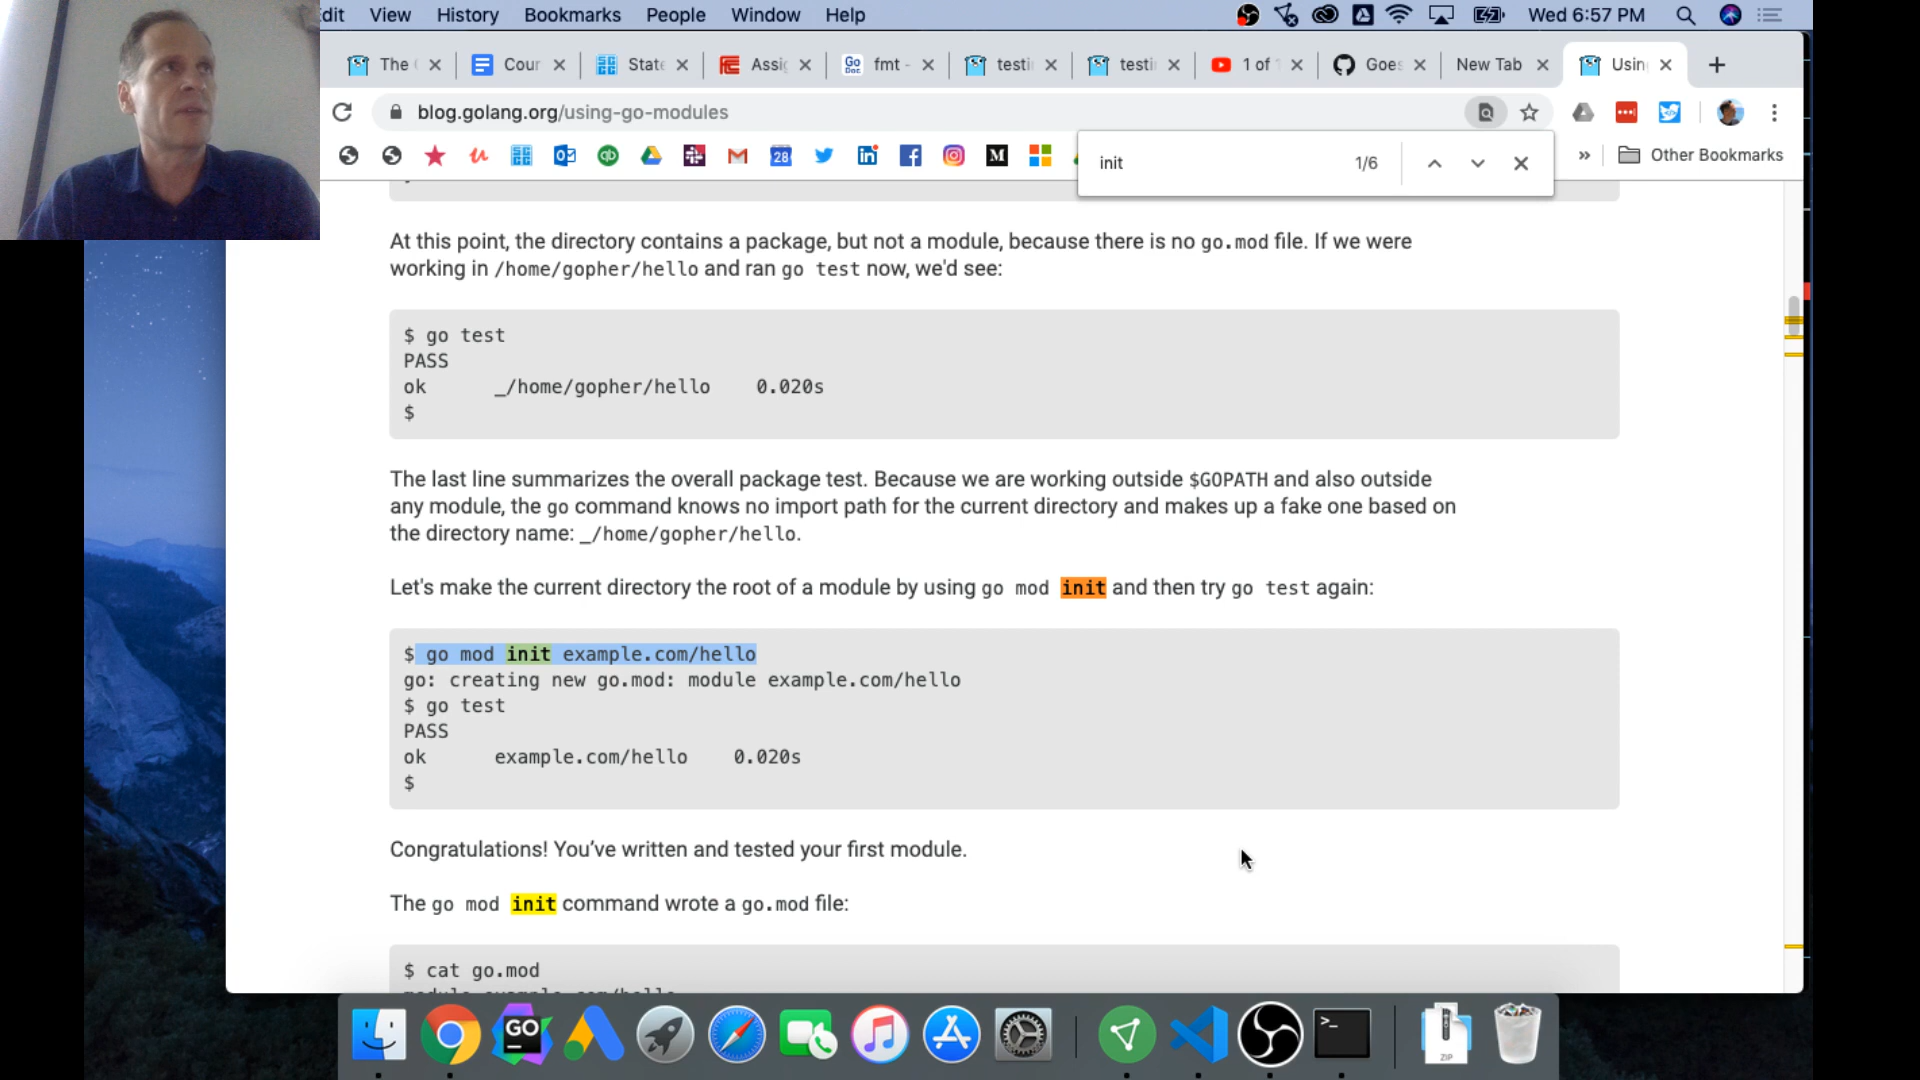 dit View History Bookmarks People Window Help Wed 6:57 PM
The Cour State Assig fmt - testi testi 1 of Goes New Tab Usin
blog.golang.org/using-go-modules
init 1/6
Other Bookmarks
At this point, the directory contains a package, but not a module, because there is no go.mod file. If we were
working in /home/gopher/hello and ran go test now, we'd see:
$ go test
PASS
ok _/home/gopher/hello 0.020s
$
The last line summarizes the overall package test. Because we are working outside $GOPATH and also outside
any module, the go command knows no import path for the current directory and makes up a fake one based on
the directory name: _/home/gopher/hello.
Let's make the current directory the root of a module by using go mod init and then try go test again:
$ go mod init example.com/hello
go: creating new go.mod: module example.com/hello
$ go test
PASS
ok example.com/hello 0.020s
$
Congratulations! You’ve written and tested your first module.
The go mod init command wrote a go.mod file:
$ cat go.mod
GO
ZIP